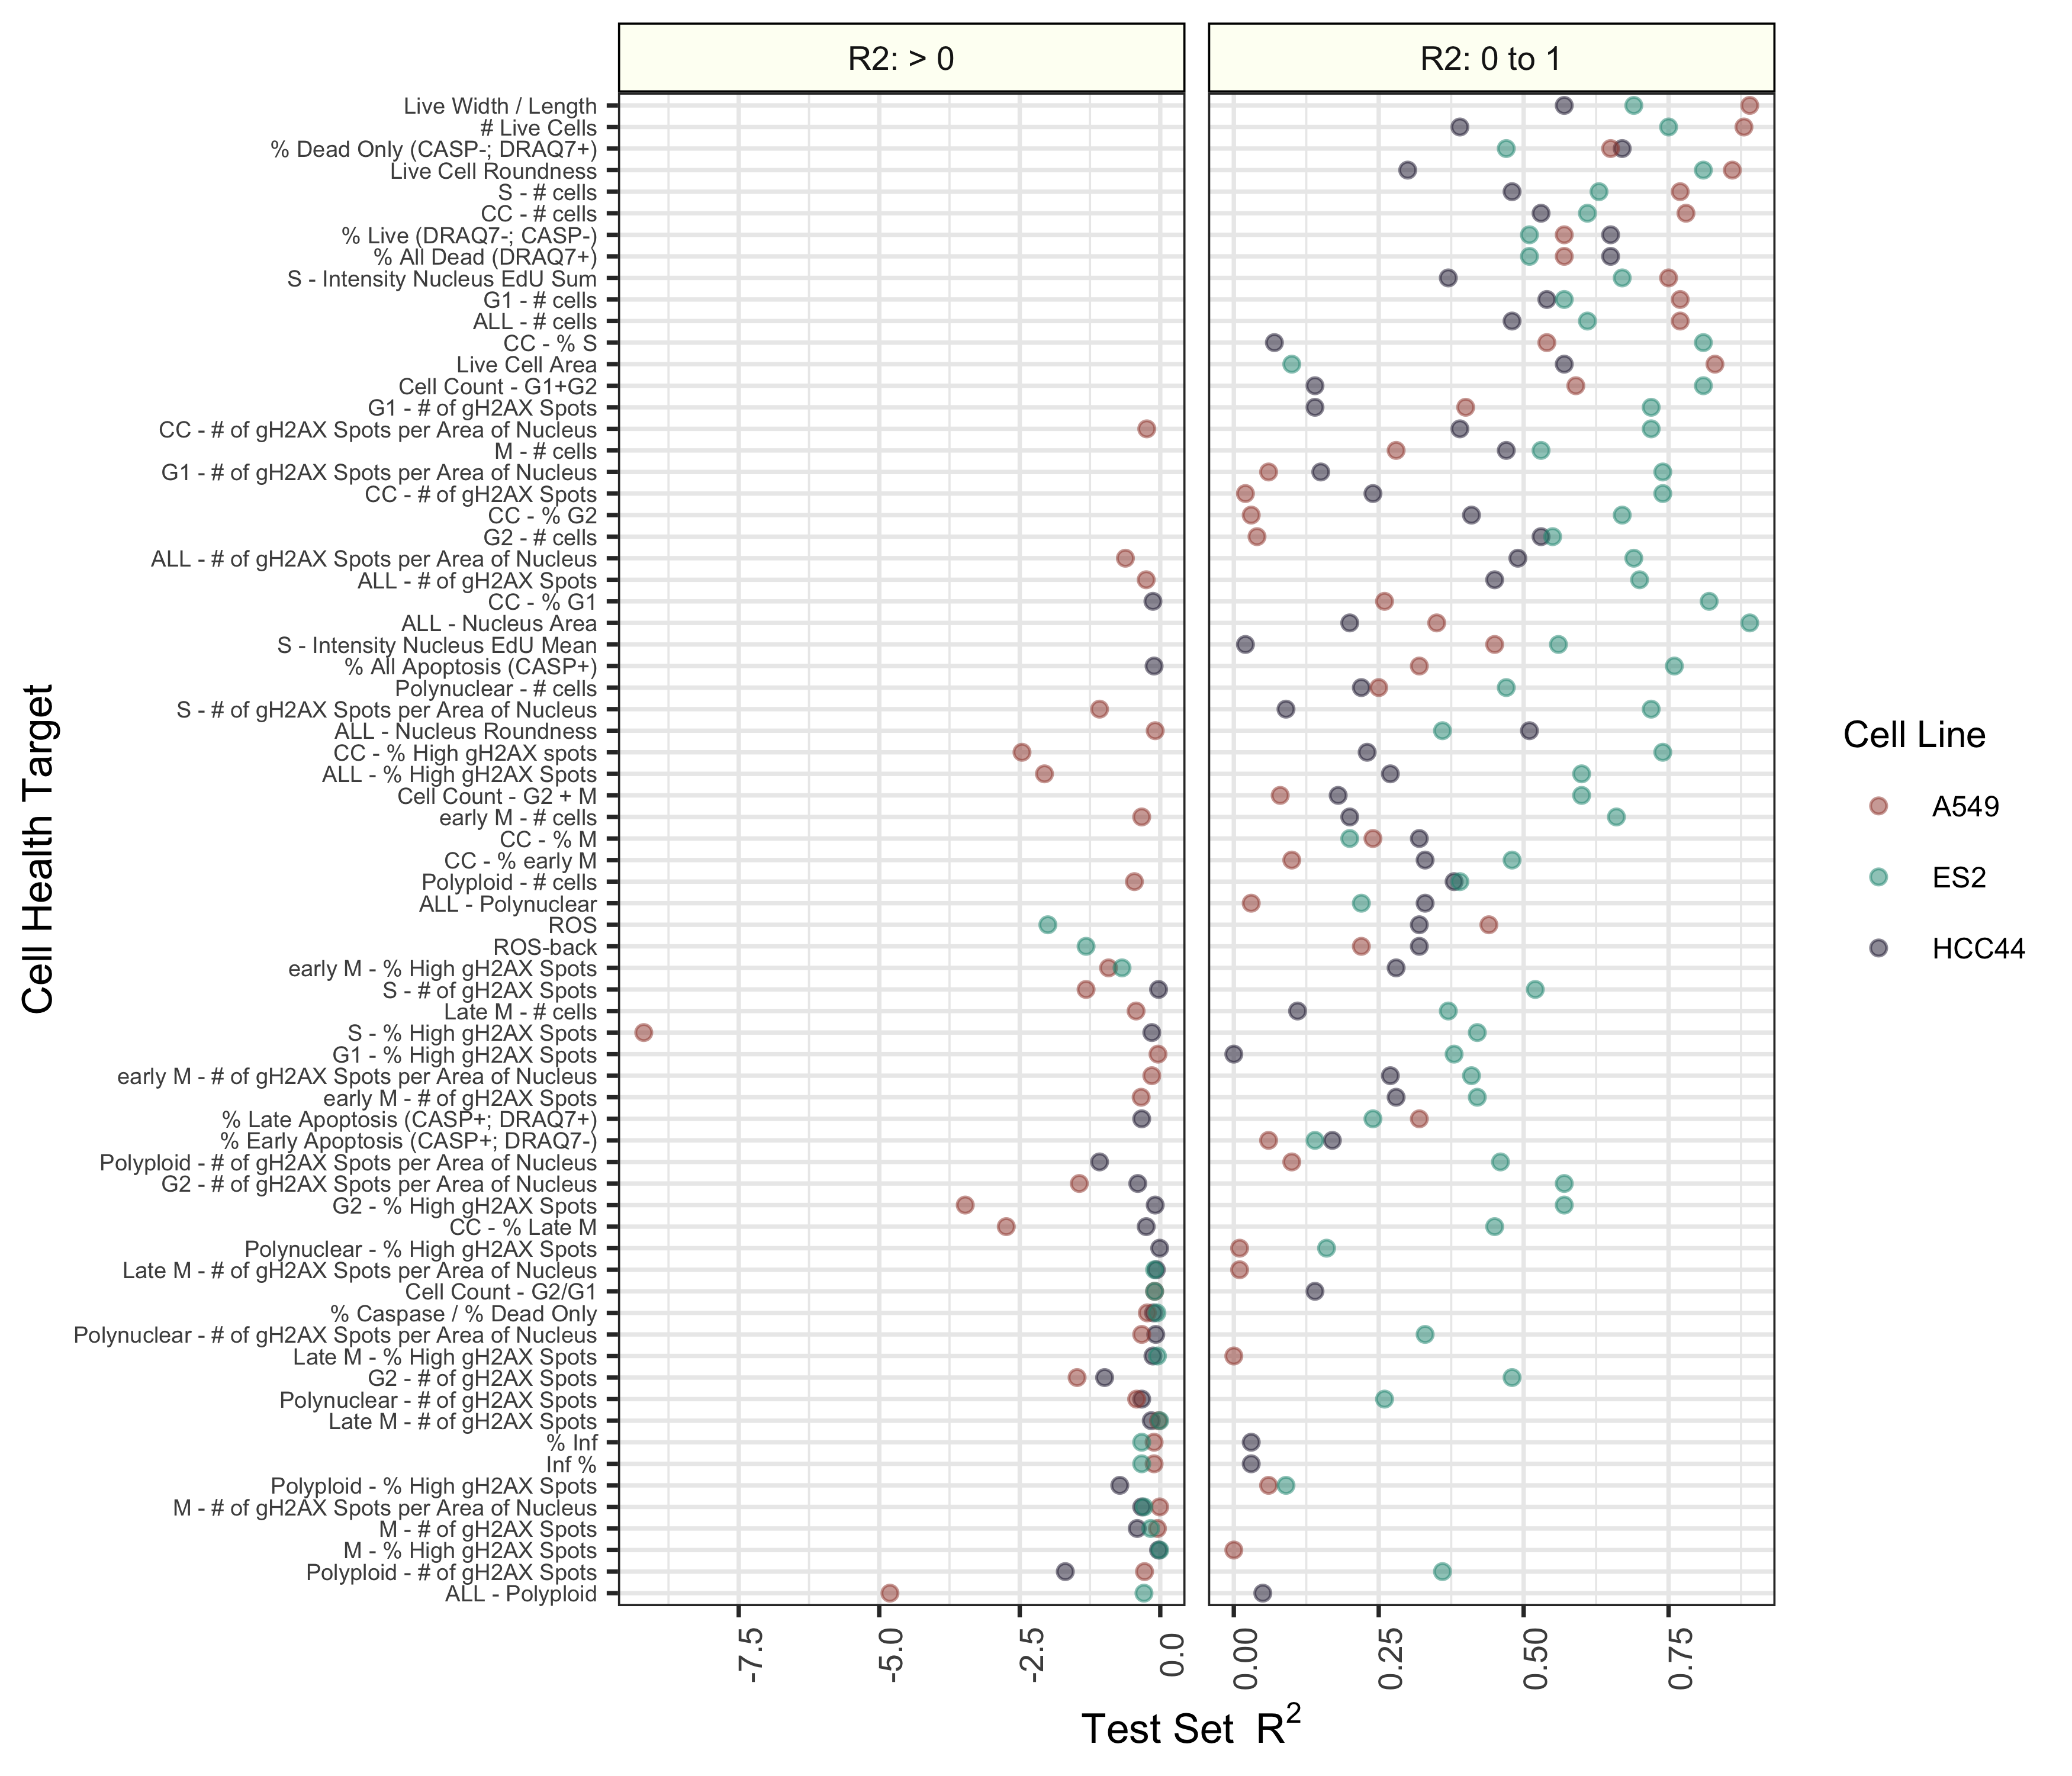 R2: > 0
R2: 0 to 1
Live Width / Length
# Live Cells
% Dead Only (CASP-; DRAQ7+)
Live Cell Roundness
S - # cells
CC - # cells
% Live (DRAQ7-; CASP-)
% All Dead (DRAQ7+)
S - Intensity Nucleus EdU Sum
G1 - # cells
ALL - # cells
CC - % S
Live Cell Area
Cell Count - G1+G2
G1 - # of gH2AX Spots
CC - # of gH2AX Spots per Area of Nucleus
M - # cells
G1 - # of gH2AX Spots per Area of Nucleus
CC - # of gH2AX Spots
CC - % G2
G2 - # cells
ALL - # of gH2AX Spots per Area of Nucleus
ALL - # of gH2AX Spots
CC - % G1
ALL - Nucleus Area
S - Intensity Nucleus EdU Mean
% All Apoptosis (CASP+)
Polynuclear - # cells
S - # of gH2AX Spots per Area of Nucleus
ALL - Nucleus Roundness
CC - % High gH2AX spots
ALL - % High gH2AX Spots
Cell Count - G2 + M
early M - # cells
CC - % M
CC - % early M
Polyploid - # cells
ALL - Polynuclear
ROS
ROS-back
early M - % High gH2AX Spots
S - # of gH2AX Spots
Late M - # cells
S - % High gH2AX Spots
G1 - % High gH2AX Spots
early M - # of gH2AX Spots per Area of Nucleus
early M - # of gH2AX Spots
% Late Apoptosis (CASP+; DRAQ7+)
% Early Apoptosis (CASP+; DRAQ7-)
Polyploid - # of gH2AX Spots per Area of Nucleus
G2 - # of gH2AX Spots per Area of Nucleus
G2 - % High gH2AX Spots
CC - % Late M
Polynuclear - % High gH2AX Spots
Late M - # of gH2AX Spots per Area of Nucleus
Cell Count - G2/G1
% Caspase / % Dead Only
Polynuclear - # of gH2AX Spots per Area of Nucleus
Late M - % High gH2AX Spots
G2 - # of gH2AX Spots
Polynuclear - # of gH2AX Spots
Late M - # of gH2AX Spots
% Inf
Inf %
Polyploid - % High gH2AX Spots
M - # of gH2AX Spots per Area of Nucleus
M - # of gH2AX Spots
M - % High gH2AX Spots
Polyploid - # of gH2AX Spots
ALL - Polyploid
Cell Health Target
-7.5
-5.0
-2.5
0.0
0.00
0.25
0.50
0.75
Test Set R²
Cell Line
A549
ES2
HCC44